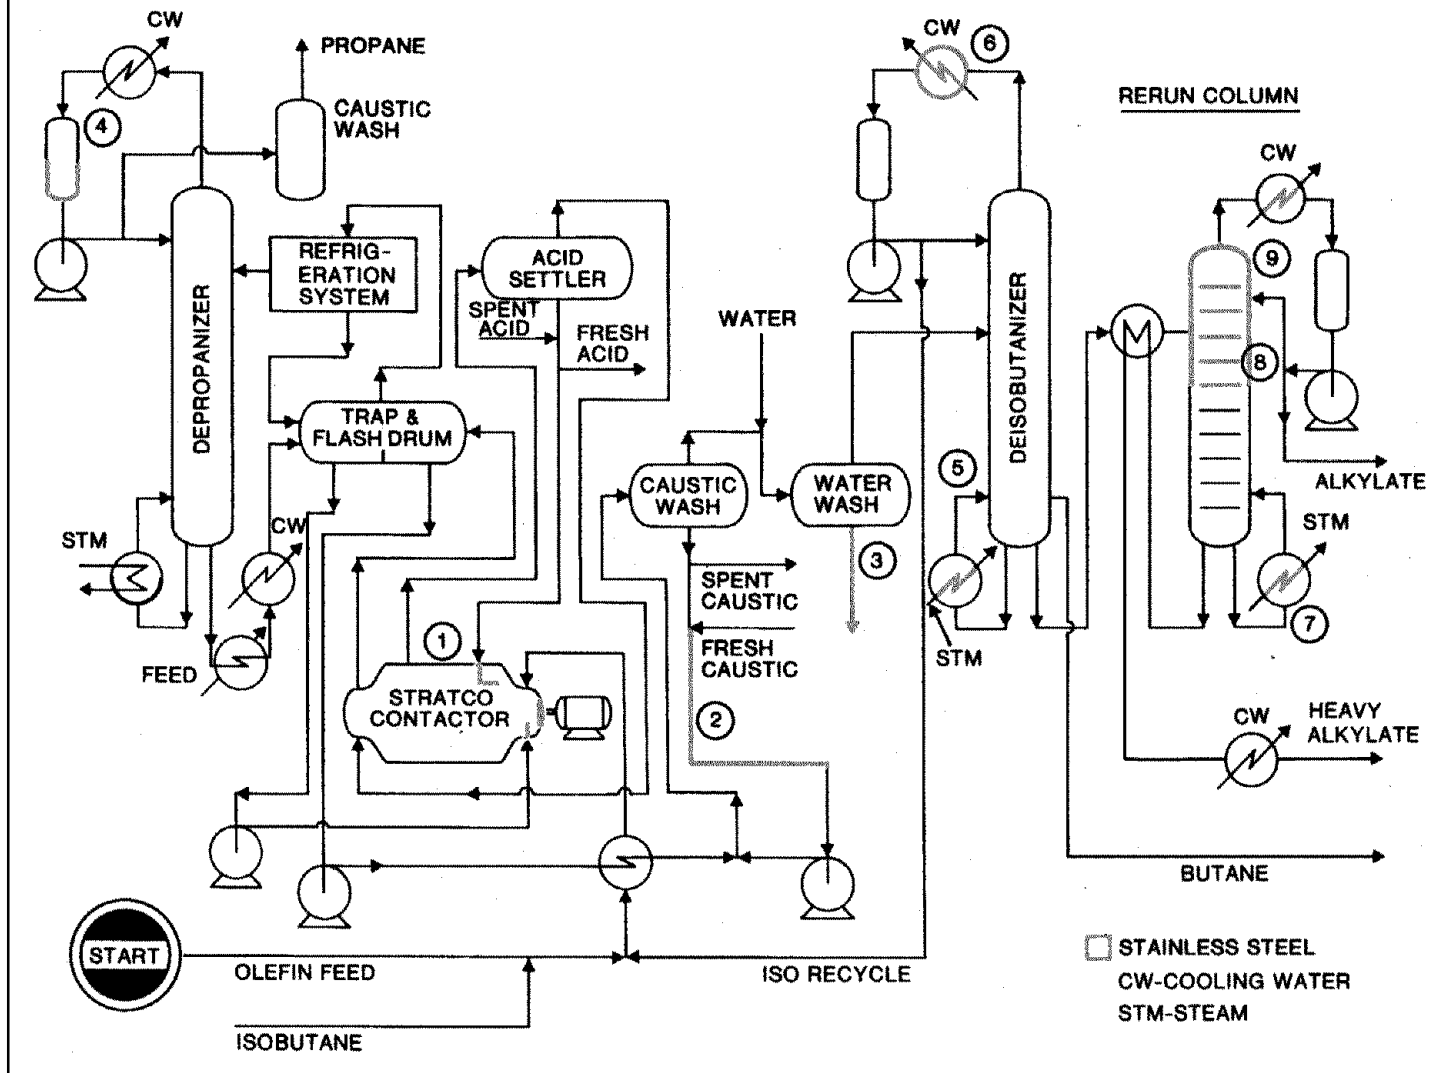 CW
PROPANE
CAUSTIC
WASH
4
CW
6
RERUN COLUMN
CW
REFRIG-
ERATION
SYSTEM
ACID
SETTLER
SPENT
ACID
FRESH
ACID
WATER
9
8
DEPROPANIZER
DEISOBUTANIZER
TRAP &
FLASH DRUM
CAUSTIC
WASH
WATER
WASH
5
ALKYLATE
STM
CW
STM
3
SPENT
CAUSTIC
FRESH
CAUSTIC
STM
7
FEED
1
STRATCO
CONTACTOR
2
CW
HEAVY
ALKYLATE
BUTANE
START
OLEFIN FEED
ISO RECYCLE
ISOBUTANE
STAINLESS STEEL
CW-COOLING WATER
STM-STEAM